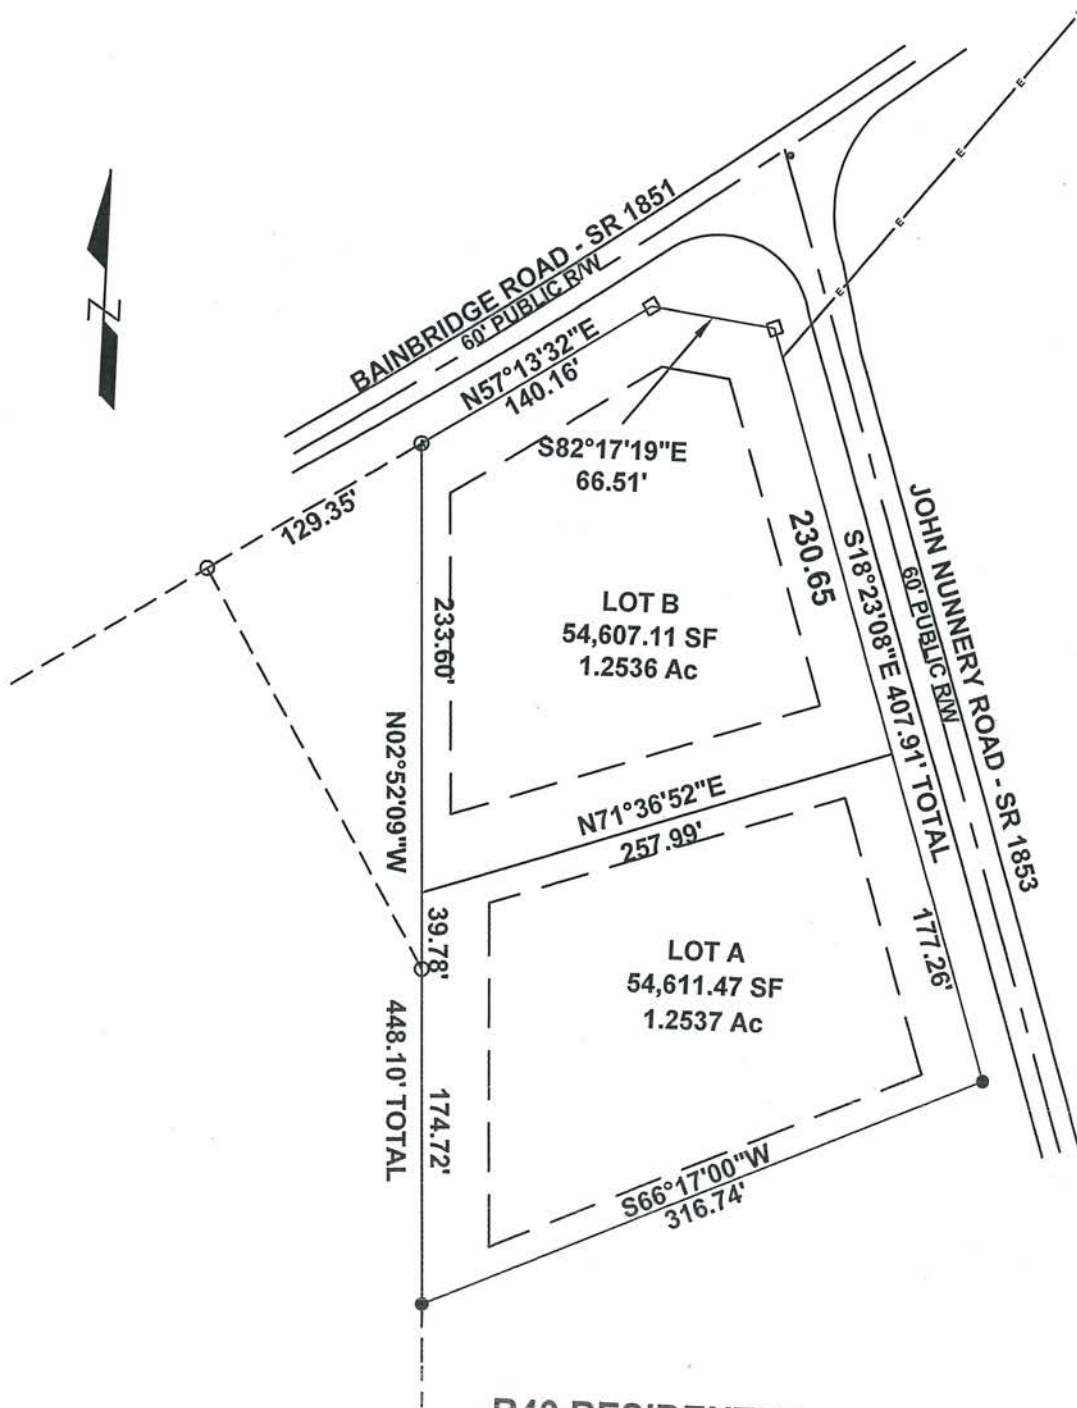 BAINBRIDGE ROAD - SR 1851
60' PUBLIC R/W
N57°13'32"E
140.16'
S82°17'19"E
66.51'
129.35'
233.60'
N02°52'09"W
LOT B
54,607.11 SF
1.2536 Ac
230.65
S18°23'08"E 407.91' TOTAL
60' PUBLIC R/W
JOHN NUNNERY ROAD - SR 1853
E
E
E
E
N71°36'52"E
257.99'
39.78'
LOT A
54,611.47 SF
1.2537 Ac
177.26'
448.10' TOTAL
174.72'
S66°17'00"W
316.74'
Z